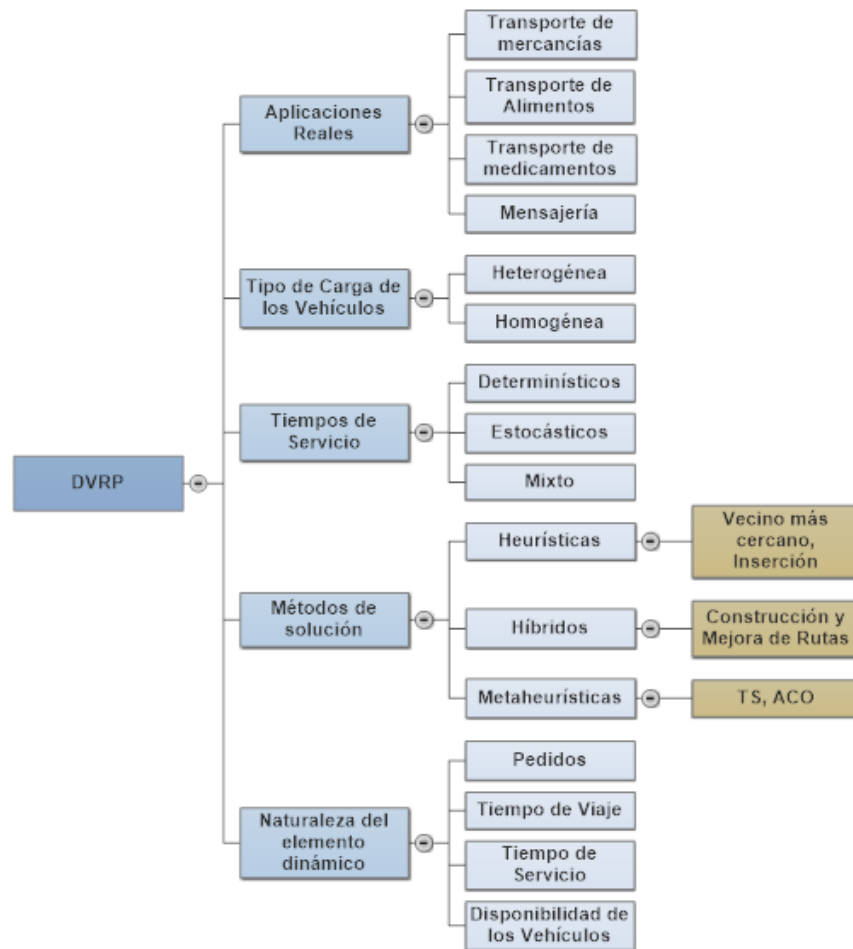 DVRP
Aplicaciones
Reales
Transporte de
mercancías
Transporte de
Alimentos
Transporte de
medicamentos
Mensajería
Tipo de Carga de
los Vehículos
Heterogénea
Homogénea
Tiempos de
Servicio
Determinísticos
Estocásticos
Mixto
Métodos de
solución
Heurísticas
Vecino más
cercano,
Inserción
Híbridos
Construcción y
Mejora de Rutas
Metaheurísticas
TS, ACO
Naturaleza del
elemento
dinámico
Pedidos
Tiempo de Viaje
Tiempo de
Servicio
Disponibilidad de
los Vehículos